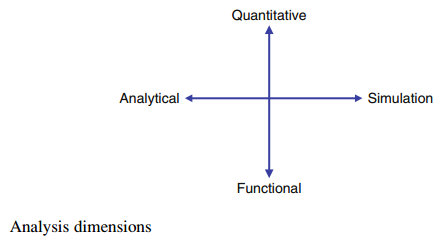 Quantitative
Analytical
Simulation
Functional
Analysis dimensions